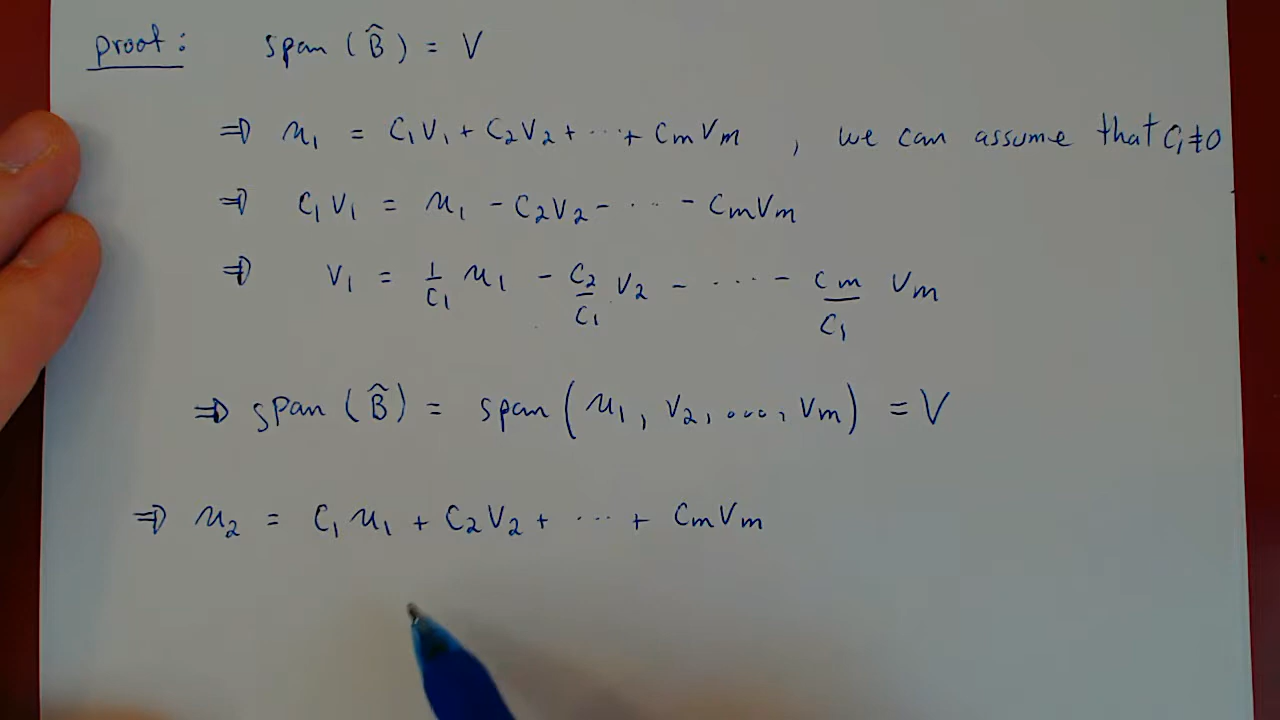 proof: span (B̂) = V
⇒ u₁ = C₁V₁ + C₂V₂ + ··· + CmVm , we can assume that C₁≠0
⇒ C₁V₁ = u₁ - C₂V₂ - ··· - CmVm
⇒ V₁ = 1/C₁ u₁ - C₂/C₁ V₂ - ··· - Cm/C₁ Vm
⇒ span (B̂) = span (u₁, V₂, ..., Vm) = V
⇒ u₂ = C₁u₁ + C₂V₂ + ··· + CmVm